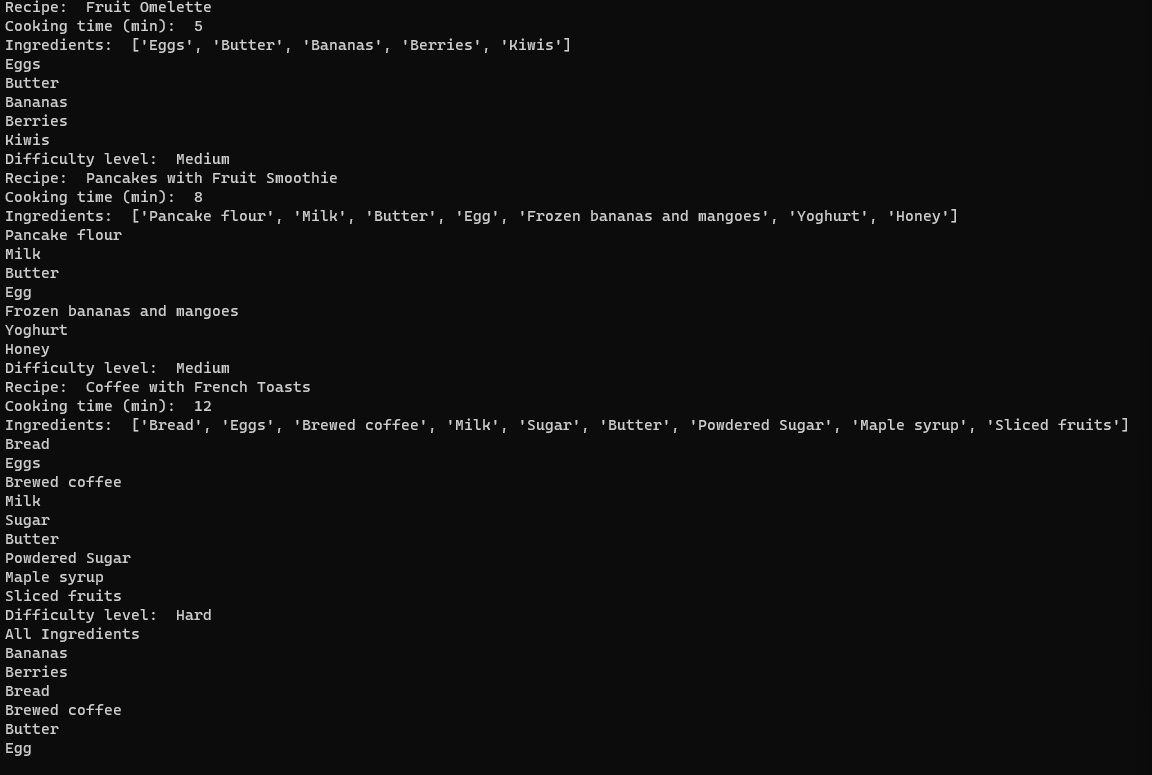 Recipe:  Fruit Omelette
Cooking time (min):  5
Ingredients:  ['Eggs', 'Butter', 'Bananas', 'Berries', 'Kiwis']
Eggs
Butter
Bananas
Berries
Kiwis
Difficulty level:  Medium
Recipe:  Pancakes with Fruit Smoothie
Cooking time (min):  8
Ingredients:  ['Pancake flour', 'Milk', 'Butter', 'Egg', 'Frozen bananas and mangoes', 'Yoghurt', 'Honey']
Pancake flour
Milk
Butter
Egg
Frozen bananas and mangoes
Yoghurt
Honey
Difficulty level:  Medium
Recipe:  Coffee with French Toasts
Cooking time (min):  12
Ingredients:  ['Bread', 'Eggs', 'Brewed coffee', 'Milk', 'Sugar', 'Butter', 'Powdered Sugar', 'Maple syrup', 'Sliced fruits']
Bread
Eggs
Brewed coffee
Milk
Sugar
Butter
Powdered Sugar
Maple syrup
Sliced fruits
Difficulty level:  Hard
All Ingredients
Bananas
Berries
Bread
Brewed coffee
Butter
Egg